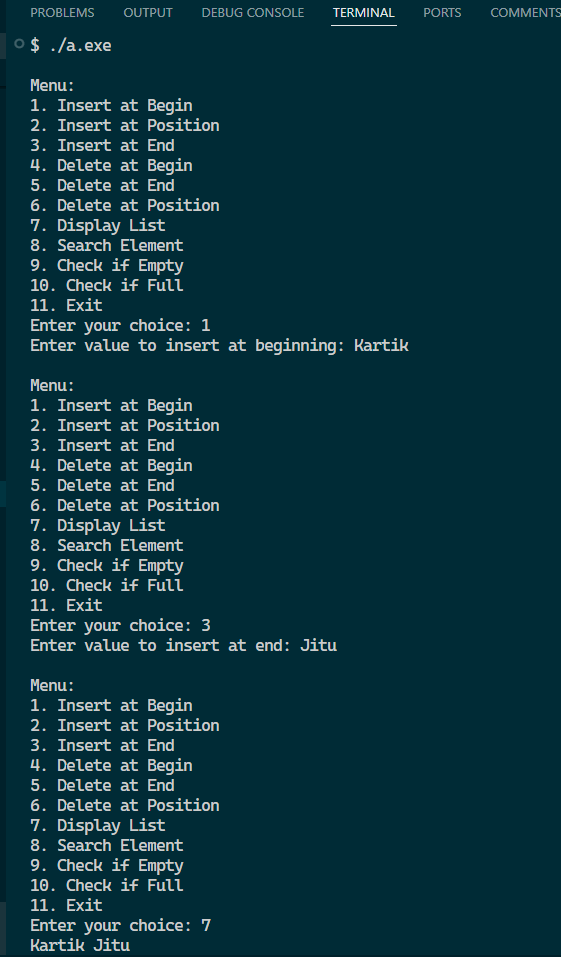 PROBLEMS OUTPUT DEBUG CONSOLE TERMINAL PORTS COMMENTS
$ ./a.exe
Menu:
1. Insert at Begin
2. Insert at Position
3. Insert at End
4. Delete at Begin
5. Delete at End
6. Delete at Position
7. Display List
8. Search Element
9. Check if Empty
10. Check if Full
11. Exit
Enter your choice: 1
Enter value to insert at beginning: Kartik
Menu:
1. Insert at Begin
2. Insert at Position
3. Insert at End
4. Delete at Begin
5. Delete at End
6. Delete at Position
7. Display List
8. Search Element
9. Check if Empty
10. Check if Full
11. Exit
Enter your choice: 3
Enter value to insert at end: Jitu
Menu:
1. Insert at Begin
2. Insert at Position
3. Insert at End
4. Delete at Begin
5. Delete at End
6. Delete at Position
7. Display List
8. Search Element
9. Check if Empty
10. Check if Full
11. Exit
Enter your choice: 7
Kartik Jitu